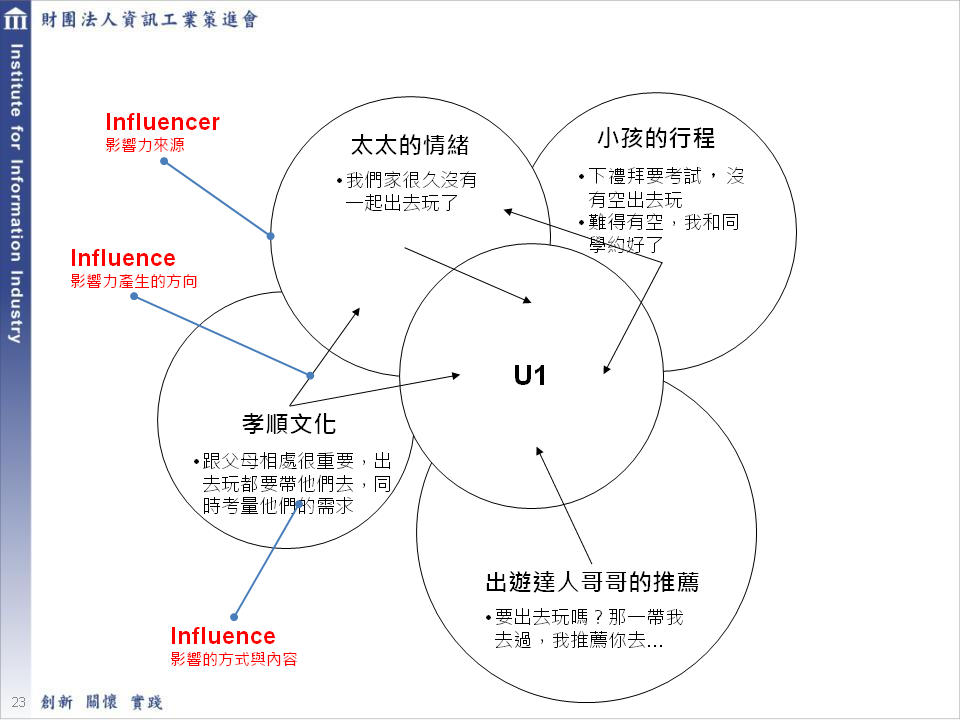 財團法人資訊工業策進會
Institute for Information Industry
Influencer
影響力來源
太太的情緒
•我們家很久沒有
一起出去玩了
小孩的行程
•下禮拜要考試，沒
有空出去玩
•難得有空，我和同
學約好了
Influence
影響力產生的方向
U1
孝順文化
•跟父母相處很重要，出
去玩都要帶他們去，同
時考量他們的需求
出遊達人哥哥的推薦
•要出去玩嗎？那一帶我
去過，我推薦你去...
Influence
影響的方式與內容
23
創新 關懷 實踐